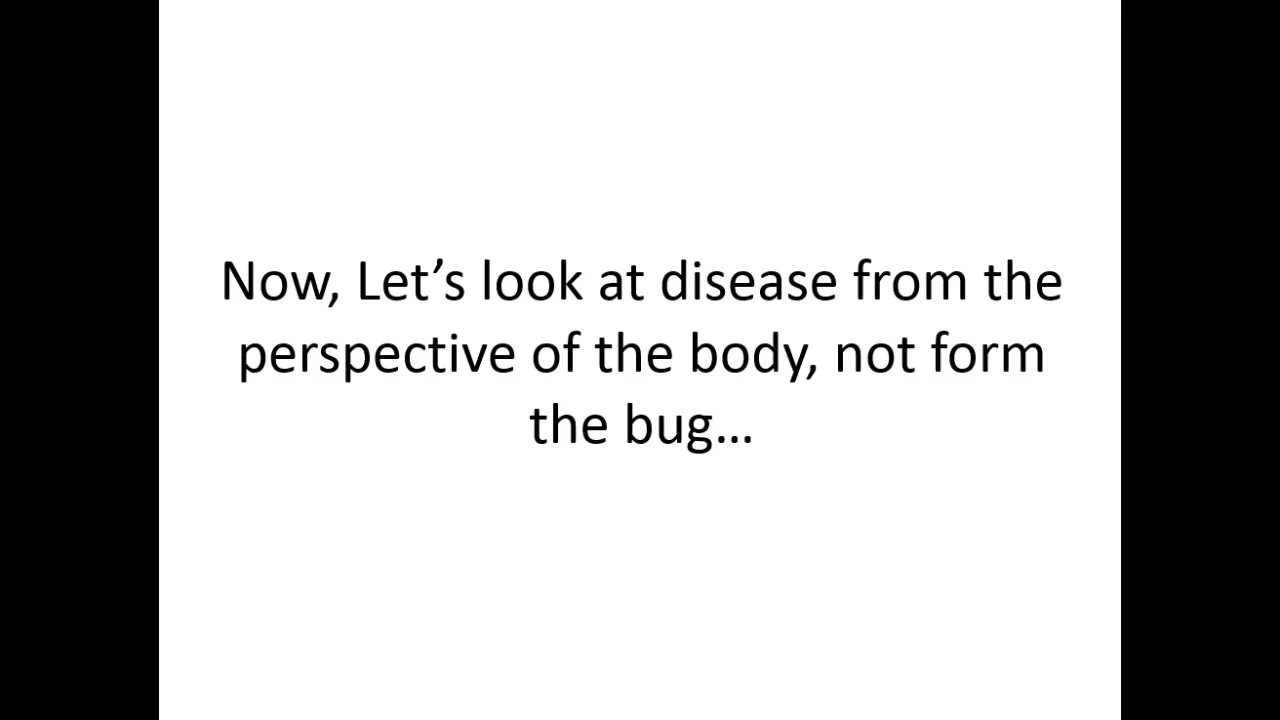 Now, Let’s look at disease from the
perspective of the body, not form
the bug…